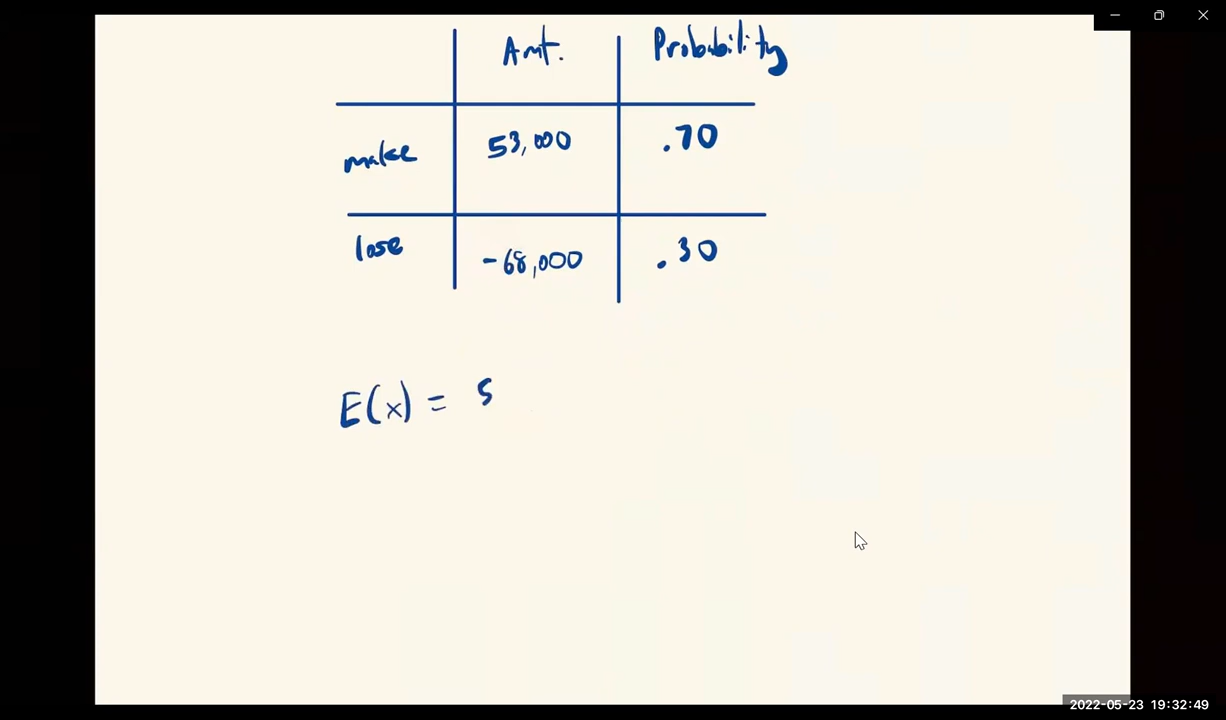 Amt. Probability
make 53,000 .70
lose -68,000 .30
E(x) = 5
2022-05-23 19:32:49